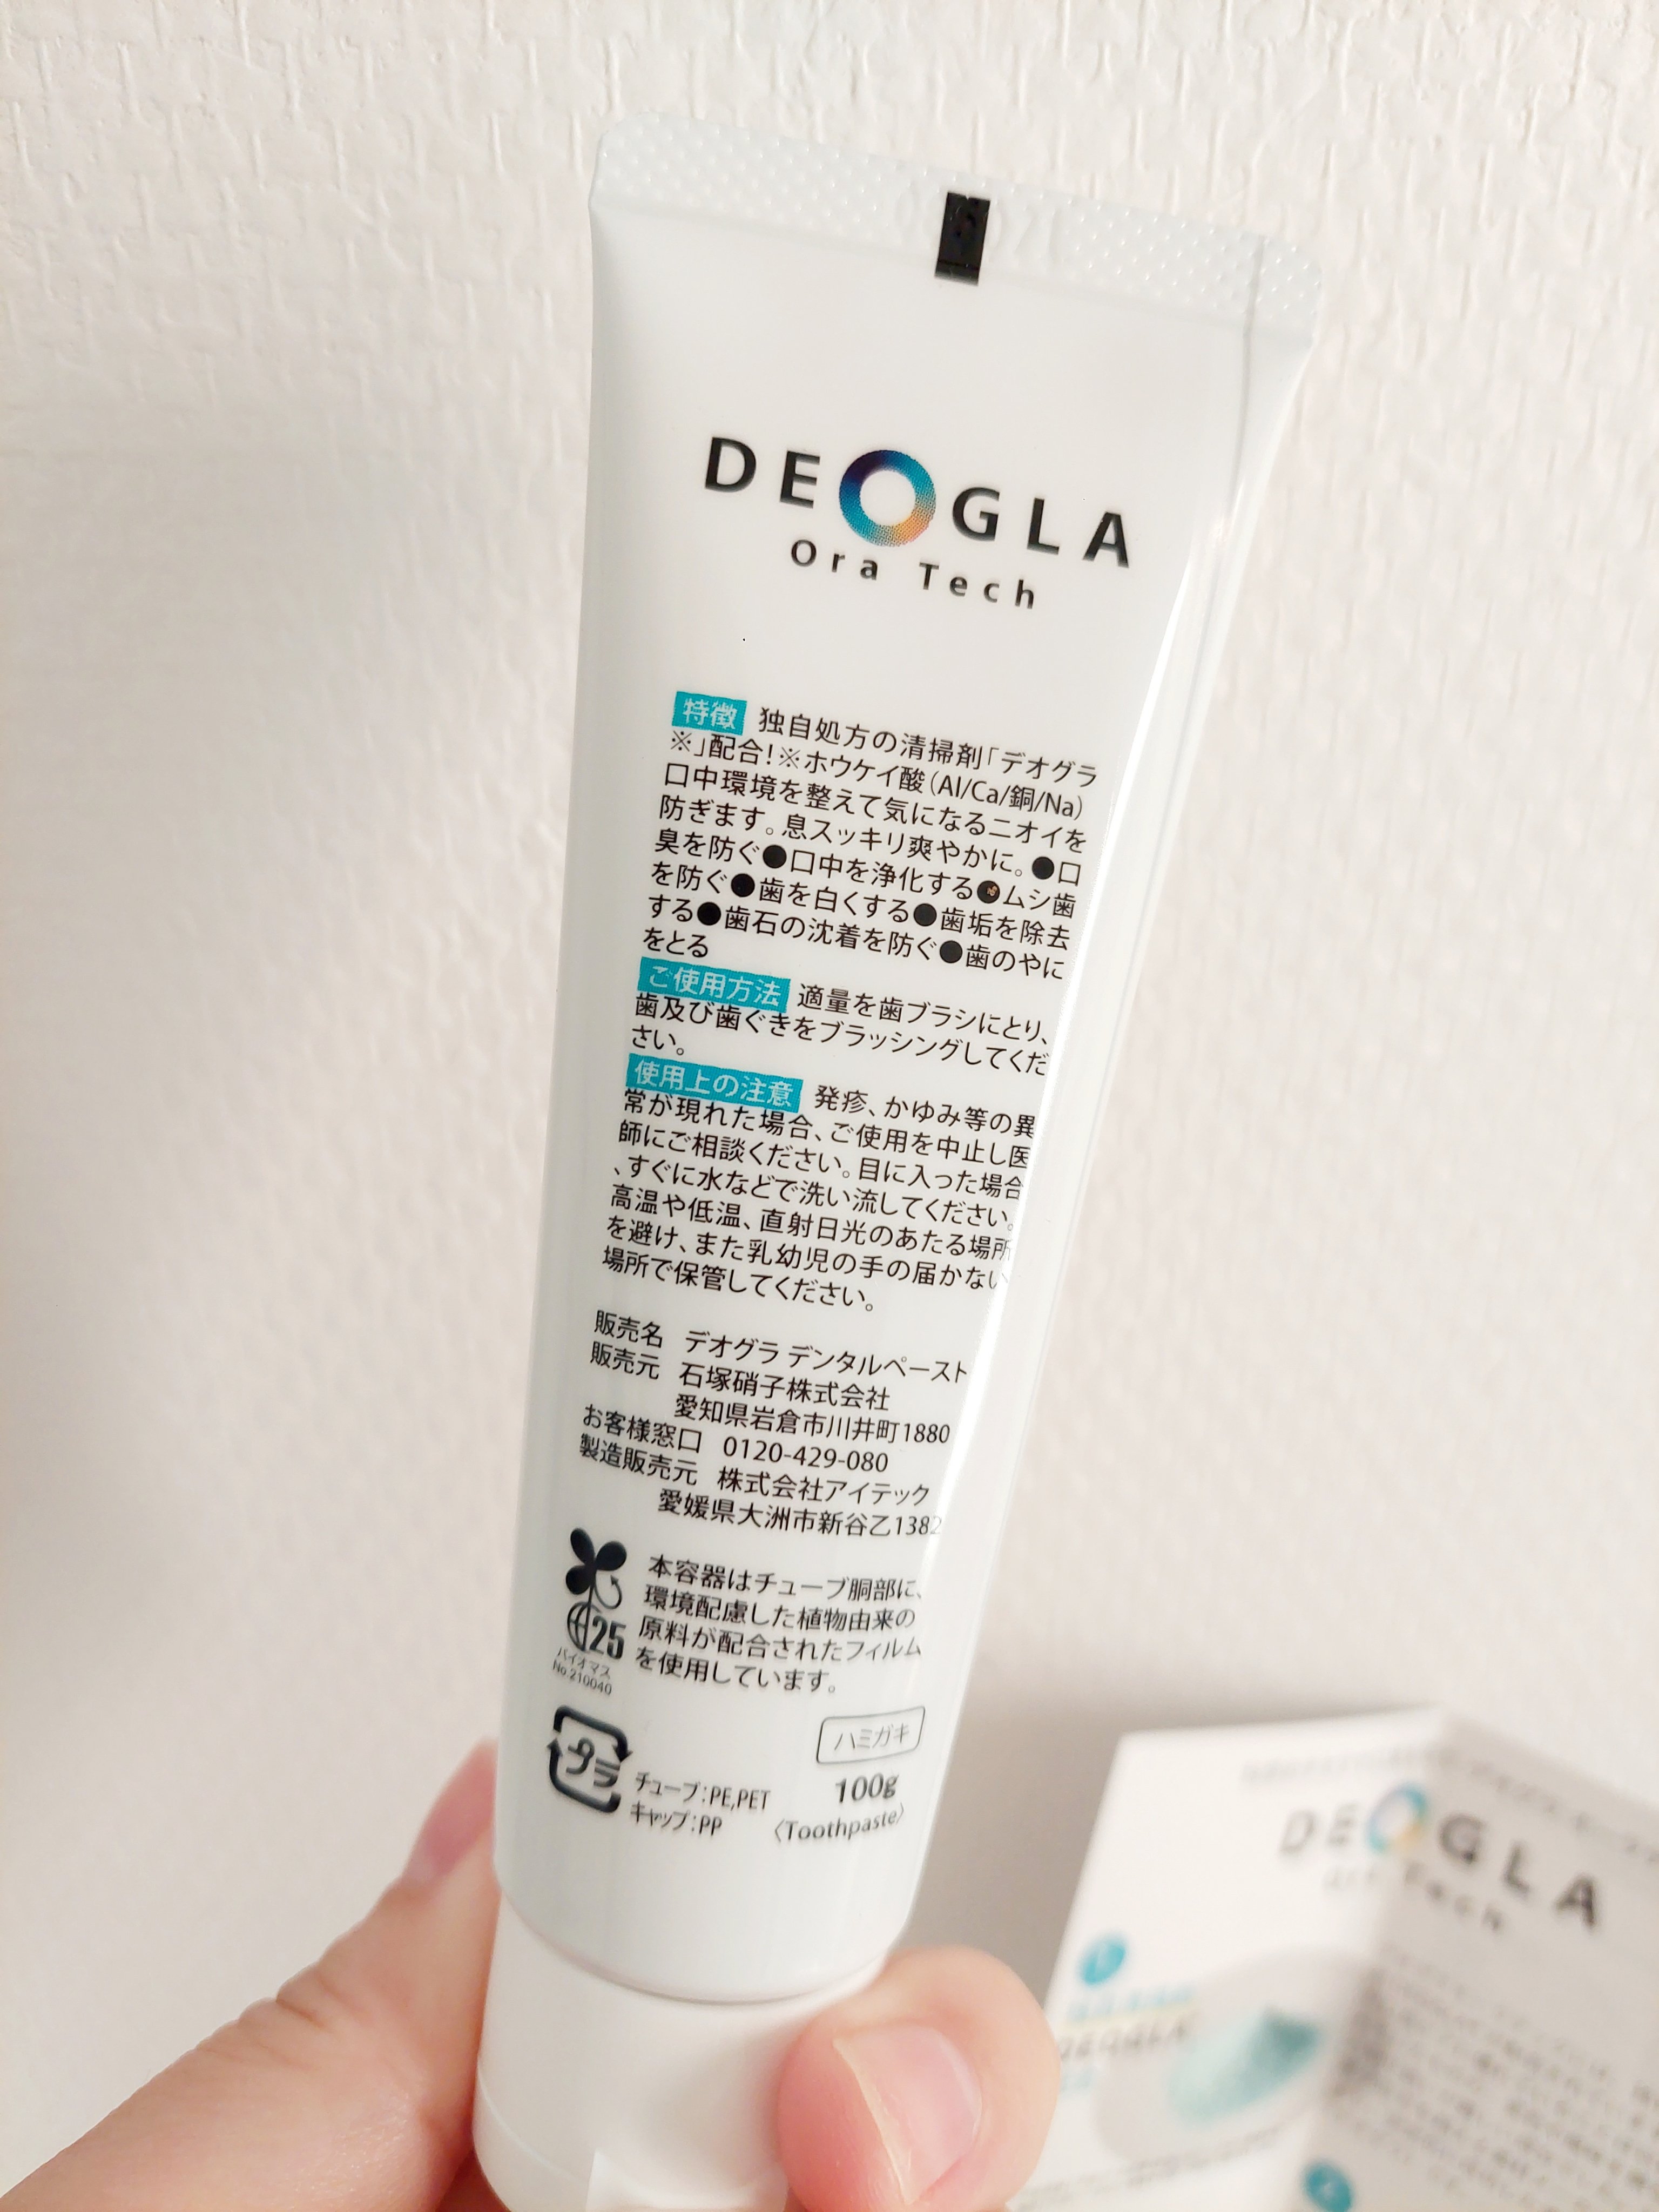 DEOGLA
Ora Tech
特徴 独自処方の清掃剤「デオグラ
※」配合!※ホウケイ酸(Al/Ca/銅/Na)
口中環境を整えて気になるニオイを
防ぎます。息スッキリ爽やかに。●口
臭を防ぐ●口中を浄化する●ムシ歯
を防ぐ●歯を白くする●歯垢を除去
する●歯石の沈着を防ぐ●歯のやに
をとる
ご使用方法 適量を歯ブラシにとり、
歯及び歯ぐきをブラッシングしてくだ
さい。
使用上の注意 発疹、かゆみ等の異
常が現れた場合、ご使用を中止し医
師にご相談ください。目に入った場合
、すぐに水などで洗い流してください。
高温や低温、直射日光のあたる場所
を避け、また乳幼児の手の届かない
場所で保管してください。
販売名 デオグラ デンタルペースト
販売元 石塚硝子株式会社
愛知県岩倉市川井町1880
お客様窓口 0120-429-080
製造販売元 株式会社アイテック
愛媛県大洲市新谷乙1382
本容器はチューブ胴部に、
環境配慮した植物由来の
原料が配合されたフィルム
を使用しています。
25
バイオマス
No.210040
プラ
チューブ:PE,PET
キャップ:PP
ハミガキ
100g
〈Toothpaste〉
DEOGLA
Ora Tech